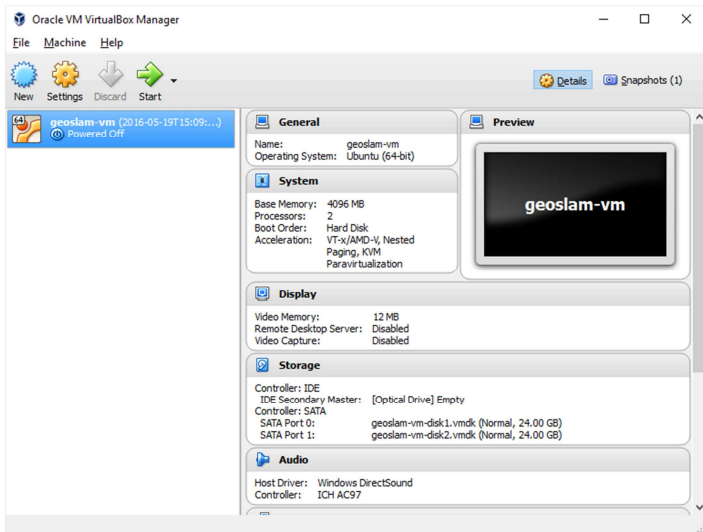 Oracle VM VirtualBox Manager
File Machine Help
New Settings Discard Start
Details Snapshots (1)
64
geoslam-vm (2016-05-19T15:09:...)
Powered Off
General
Name: geoslam-vm
Operating System: Ubuntu (64-bit)
System
Base Memory: 4096 MB
Processors: 2
Boot Order: Hard Disk
Acceleration: VT-x/AMD-V, Nested
Paging, KVM
Paravirtualization
Preview
geoslam-vm
Display
Video Memory: 12 MB
Remote Desktop Server: Disabled
Video Capture: Disabled
Storage
Controller: IDE
IDE Secondary Master: [Optical Drive] Empty
Controller: SATA
SATA Port 0: geoslam-vm-disk1.vmdk (Normal, 24.00 GB)
SATA Port 1: geoslam-vm-disk2.vmdk (Normal, 24.00 GB)
Audio
Host Driver: Windows DirectSound
Controller: ICH AC97